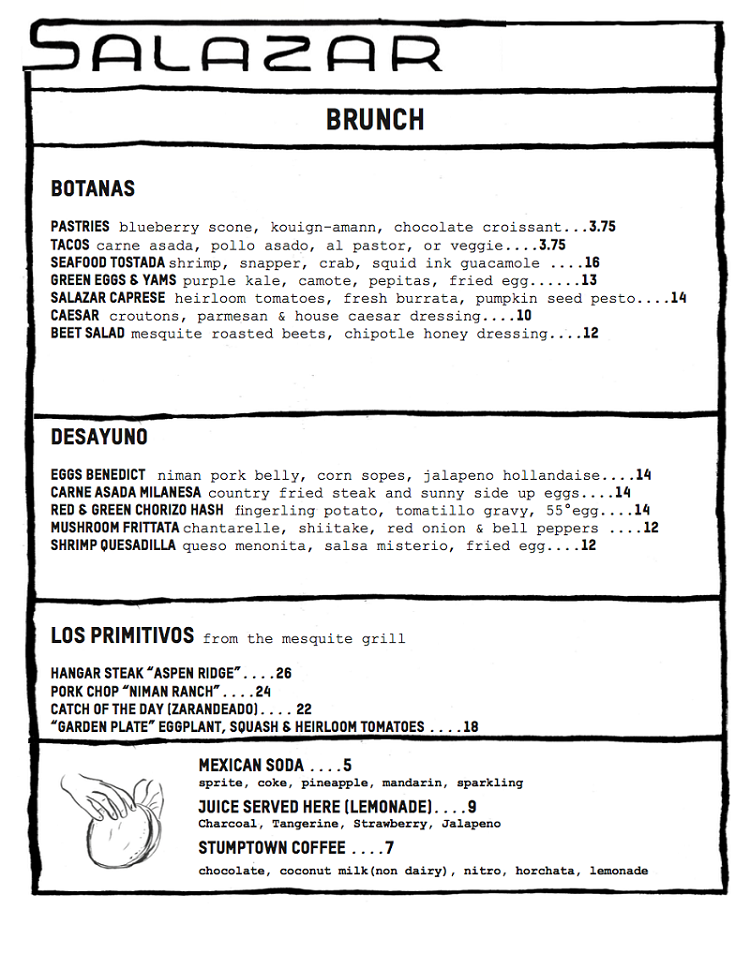 SALAZAR
BRUNCH
BOTANAS
PASTRIES blueberry scone, kouign-amann, chocolate croissant...3.75
TACOS carne asada, pollo asado, al pastor, or veggie....3.75
SEAFOOD TOSTADA shrimp, snapper, crab, squid ink guacamole ....16
GREEN EGGS & YAMS purple kale, camote, pepitas, fried egg......13
SALAZAR CAPRESE heirloom tomatoes, fresh burrata, pumpkin seed pesto....14
CAESAR croutons, parmesan & house caesar dressing....10
BEET SALAD mesquite roasted beets, chipotle honey dressing....12
DESAYUNO
EGGS BENEDICT niman pork belly, corn sopes, jalapeno hollandaise....14
CARNE ASADA MILANESA country fried steak and sunny side up eggs....14
RED & GREEN CHORIZO HASH fingerling potato, tomatillo gravy, 55°egg....14
MUSHROOM FRITTATA chantarelle, shiitake, red onion & bell peppers ....12
SHRIMP QUESADILLA queso menonita, salsa misterio, fried egg....12
LOS PRIMITIVOS from the mesquite grill
HANGAR STEAK “ASPEN RIDGE”....26
PORK CHOP “NIMAN RANCH”....24
CATCH OF THE DAY (ZARANDEADO).... 22
“GARDEN PLATE” EGGPLANT, SQUASH & HEIRLOOM TOMATOES ....18
MEXICAN SODA ....5
sprite, coke, pineapple, mandarin, sparkling
JUICE SERVED HERE (LEMONADE)....9
Charcoal, Tangerine, Strawberry, Jalapeno
STUMPTOWN COFFEE ....7
chocolate, coconut milk(non dairy), nitro, horchata, lemonade